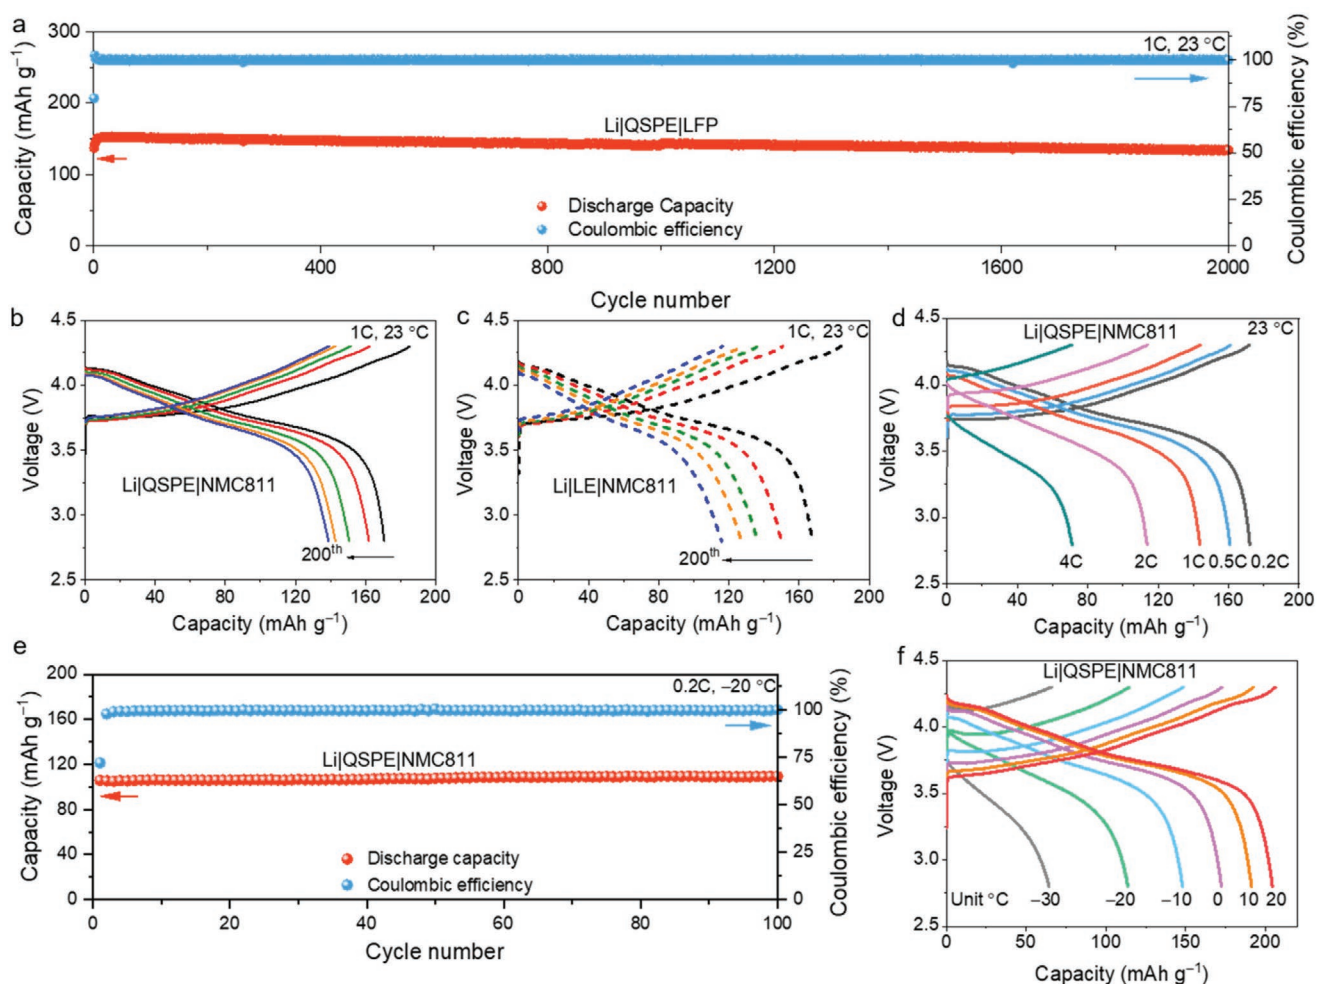 a
300
200
100
0
Capacity (mAh g⁻¹)
1C, 23 °C
Li|QSPE|LFP
Discharge Capacity
Coulombic efficiency
100
75
50
25
0
Coulombic efficiency (%)
0 400 800 1200 1600 2000
Cycle number
b
4.5
4.0
3.5
3.0
2.5
Voltage (V)
1C, 23 °C
Li|QSPE|NMC811
200th
0 40 80 120 160 200
Capacity (mAh g⁻¹)
c
4.5
4.0
3.5
3.0
2.5
Voltage (V)
1C, 23 °C
Li|LE|NMC811
200th
0 40 80 120 160 200
Capacity (mAh g⁻¹)
d
4.5
4.0
3.5
3.0
2.5
Voltage (V)
Li|QSPE|NMC811 23 °C
4C 2C 1C 0.5C 0.2C
0 40 80 120 160 200
Capacity (mAh g⁻¹)
e
200
160
120
80
40
0
Capacity (mAh g⁻¹)
0.2C, −20 °C
Li|QSPE|NMC811
Discharge capacity
Coulombic efficiency
100
75
50
25
0
Coulombic efficiency (%)
0 20 40 60 80 100
Cycle number
f
4.5
4.0
3.5
3.0
2.5
Voltage (V)
Li|QSPE|NMC811
Unit °C −30 −20 −10 0 10 20
0 50 100 150 200
Capacity (mAh g⁻¹)